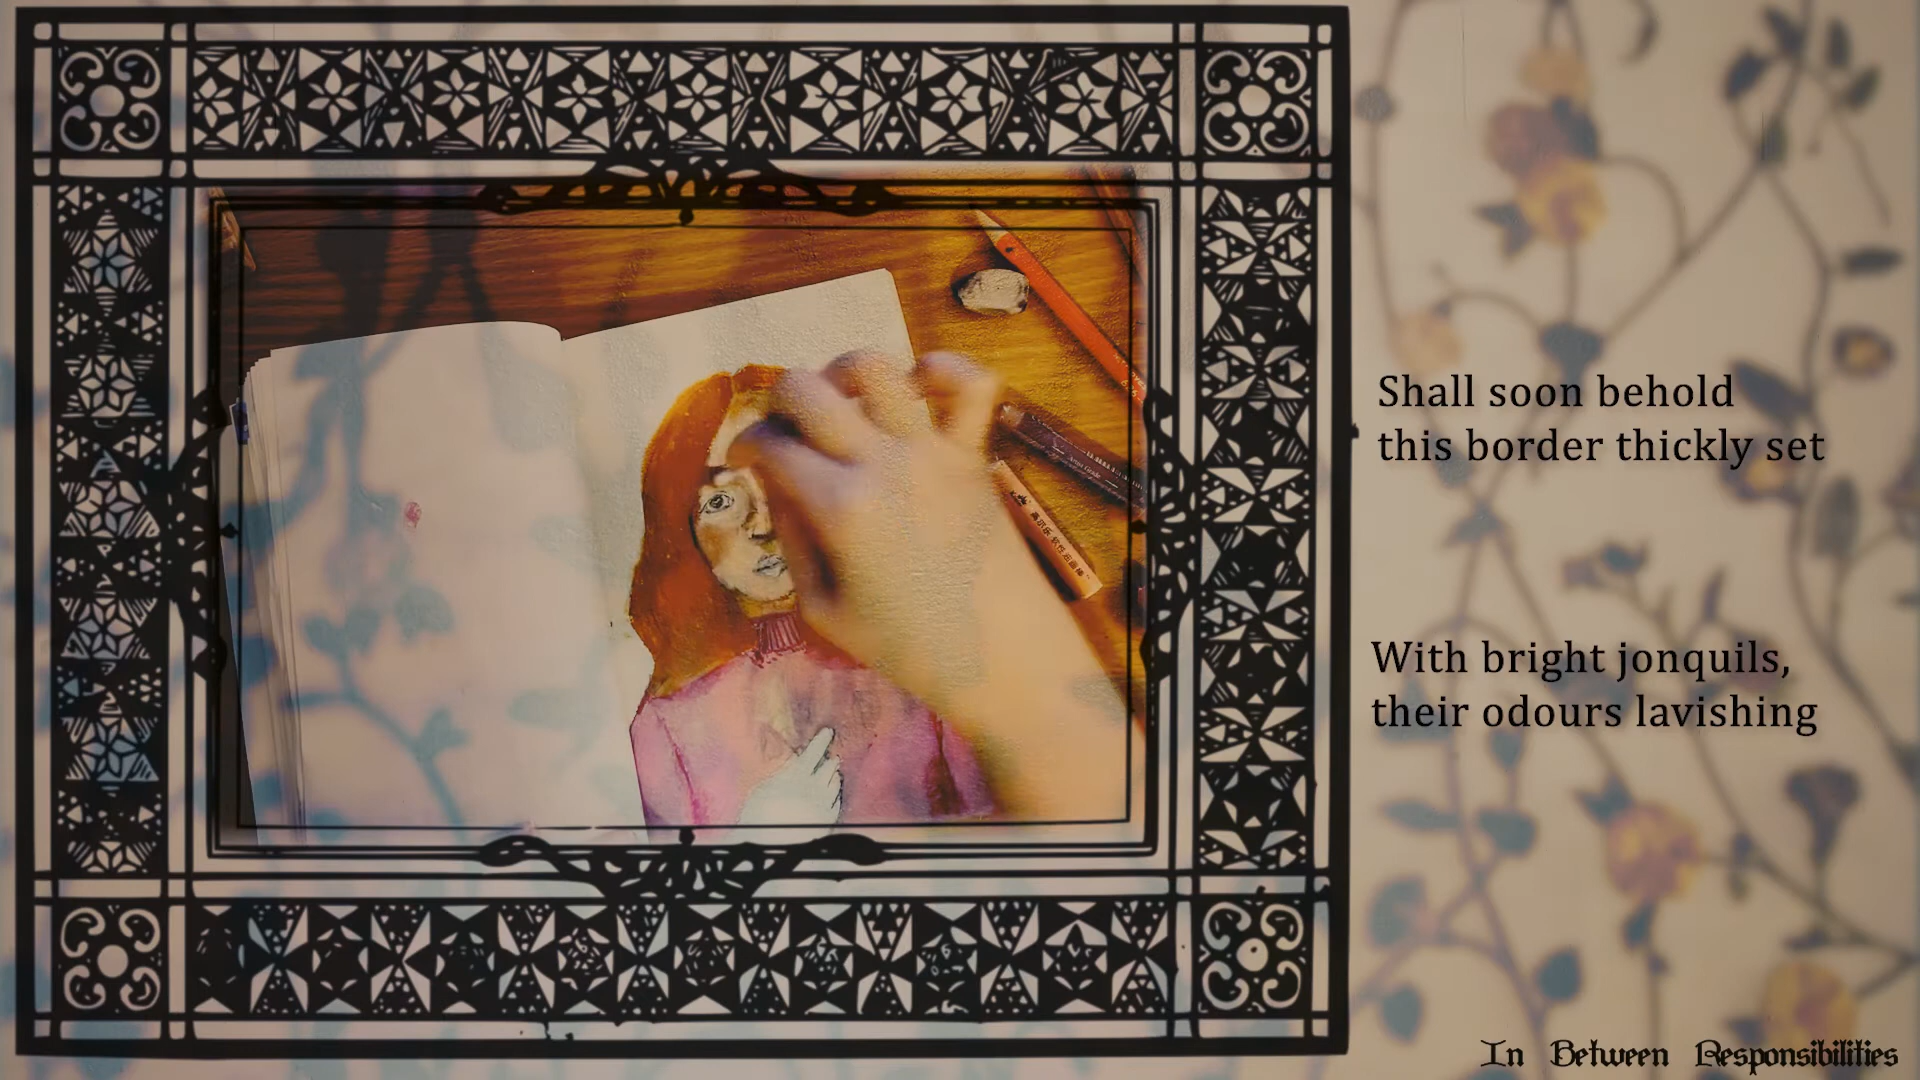 Shall soon behold
this border thickly set
With bright jonquils,
their odours lavishing
In Between Responsibilities